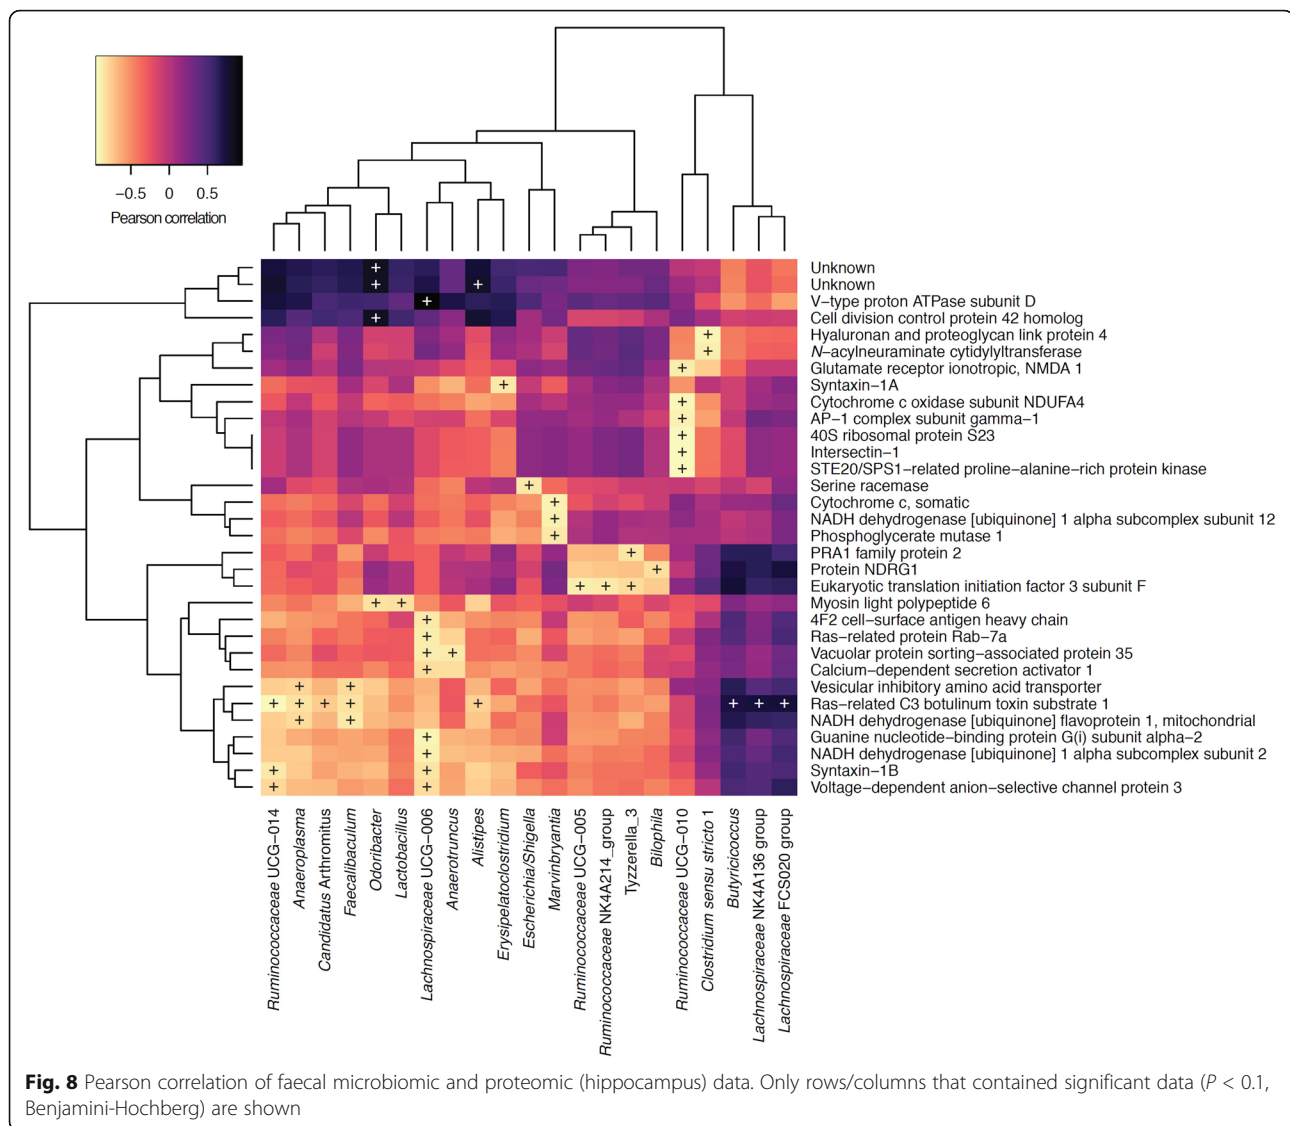 −0.5 0 0.5
Pearson correlation
Unknown
Unknown
V−type proton ATPase subunit D
Cell division control protein 42 homolog
Hyaluronan and proteoglycan link protein 4
N−acylneuraminate cytidylyltransferase
Glutamate receptor ionotropic, NMDA 1
Syntaxin−1A
Cytochrome c oxidase subunit NDUFA4
AP−1 complex subunit gamma−1
40S ribosomal protein S23
Intersectin−1
STE20/SPS1−related proline−alanine−rich protein kinase
Serine racemase
Cytochrome c, somatic
NADH dehydrogenase [ubiquinone] 1 alpha subcomplex subunit 12
Phosphoglycerate mutase 1
PRA1 family protein 2
Protein NDRG1
Eukaryotic translation initiation factor 3 subunit F
Myosin light polypeptide 6
4F2 cell−surface antigen heavy chain
Ras−related protein Rab−7a
Vacuolar protein sorting−associated protein 35
Calcium−dependent secretion activator 1
Vesicular inhibitory amino acid transporter
Ras−related C3 botulinum toxin substrate 1
NADH dehydrogenase [ubiquinone] flavoprotein 1, mitochondrial
Guanine nucleotide−binding protein G(i) subunit alpha−2
NADH dehydrogenase [ubiquinone] 1 alpha subcomplex subunit 2
Syntaxin−1B
Voltage−dependent anion−selective channel protein 3
Ruminococcaceae UCG−014
Anaeroplasma
Candidatus Arthromitus
Faecalibaculum
Odoribacter
Lactobacillus
Lachnospiraceae UCG−006
Anaerotruncus
Alistipes
Erysipelatoclostridium
Escherichia/Shigella
Marvinbryantia
Ruminococcaceae UCG−005
Ruminococcaceae NK4A214_group
Tyzzerella_3
Bilophila
Ruminococcaceae UCG−010
Clostridium sensu stricto 1
Butyricicoccus
Lachnospiraceae NK4A136 group
Lachnospiraceae FCS020 group
Fig. 8 Pearson correlation of faecal microbiomic and proteomic (hippocampus) data. Only rows/columns that contained significant data (P < 0.1,
Benjamini-Hochberg) are shown